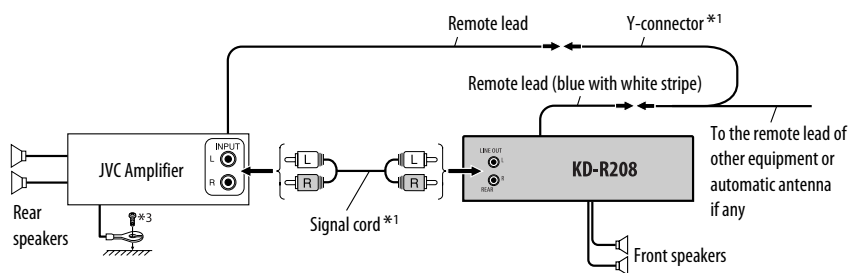 Remote lead
Y-connector *1
Remote lead (blue with white stripe)
INPUT
L
R
JVC Amplifier
L
R
L
R
LINE OUT
L
R
REAR
KD-R208
To the remote lead of
other equipment or
automatic antenna
if any
Rear
speakers
*3
Signal cord *1
Front speakers